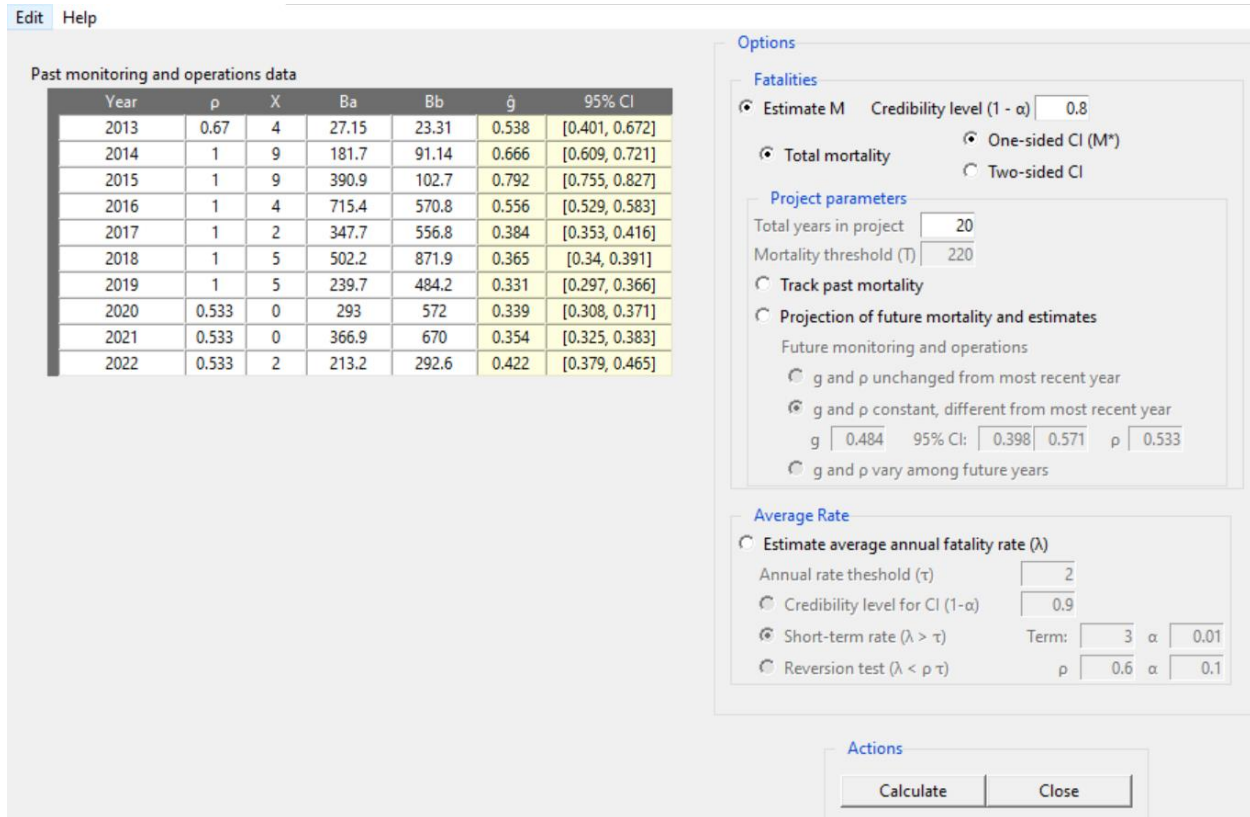 Edit Help
Past monitoring and operations data
Year ρ X Ba Bb ĝ 95% CI
2013 0.67 4 27.15 23.31 0.538 [0.401, 0.672]
2014 1 9 181.7 91.14 0.666 [0.609, 0.721]
2015 1 9 390.9 102.7 0.792 [0.755, 0.827]
2016 1 4 715.4 570.8 0.556 [0.529, 0.583]
2017 1 2 347.7 556.8 0.384 [0.353, 0.416]
2018 1 5 502.2 871.9 0.365 [0.34, 0.391]
2019 1 5 239.7 484.2 0.331 [0.297, 0.366]
2020 0.533 0 293 572 0.339 [0.308, 0.371]
2021 0.533 0 366.9 670 0.354 [0.325, 0.383]
2022 0.533 2 213.2 292.6 0.422 [0.379, 0.465]
Options
Fatalities
Estimate M Credibility level (1 - α) 0.8
One-sided CI (M*)
Total mortality
Two-sided CI
Project parameters
Total years in project 20
Mortality threshold (T) 220
Track past mortality
Projection of future mortality and estimates
Future monitoring and operations
g and ρ unchanged from most recent year
g and ρ constant, different from most recent year
g 0.484 95% CI: 0.398 0.571 ρ 0.533
g and ρ vary among future years
Average Rate
Estimate average annual fatality rate (λ)
Annual rate theshold (τ) 2
Credibility level for CI (1-α) 0.9
Short-term rate (λ > τ) Term: 3 α 0.01
Reversion test (λ < ρ τ) ρ 0.6 α 0.1
Actions
Calculate Close